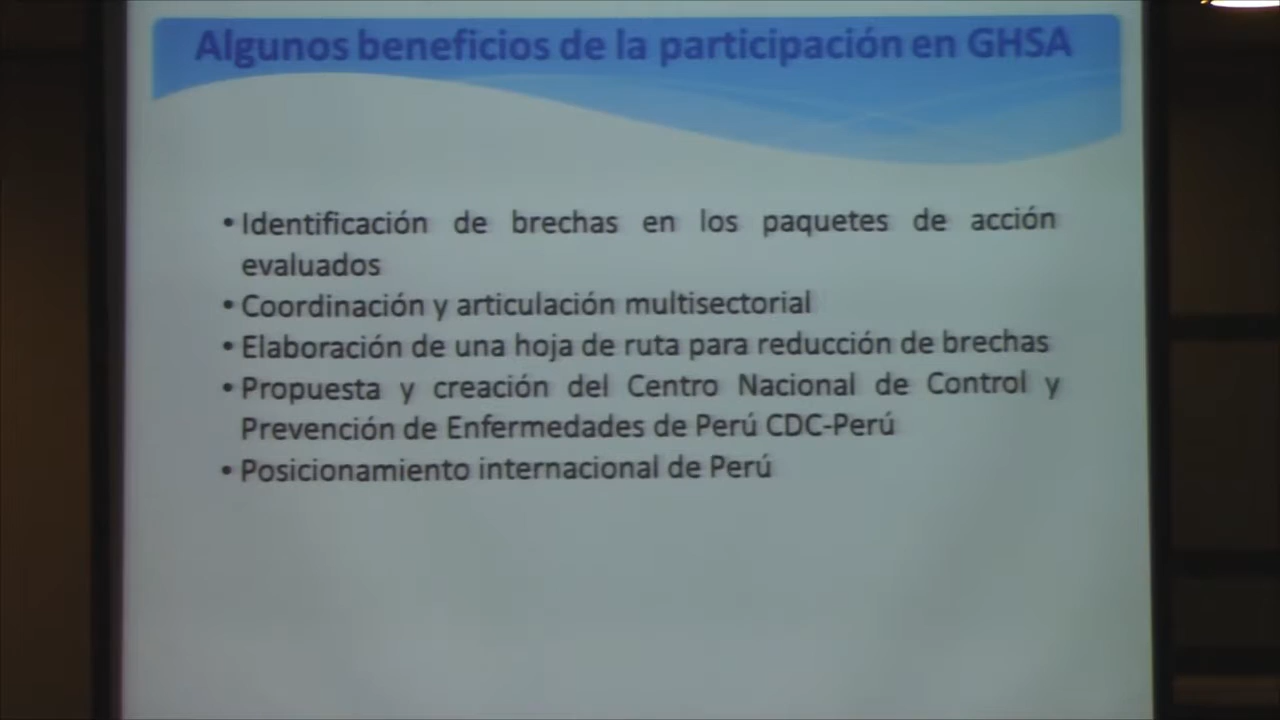 Algunos beneficios de la participación en GHSA
• Identificación de brechas en los paquetes de acción
evaluados
• Coordinación y articulación multisectorial
• Elaboración de una hoja de ruta para reducción de brechas
• Propuesta y creación del Centro Nacional de Control y
Prevención de Enfermedades de Perú CDC-Perú
• Posicionamiento internacional de Perú